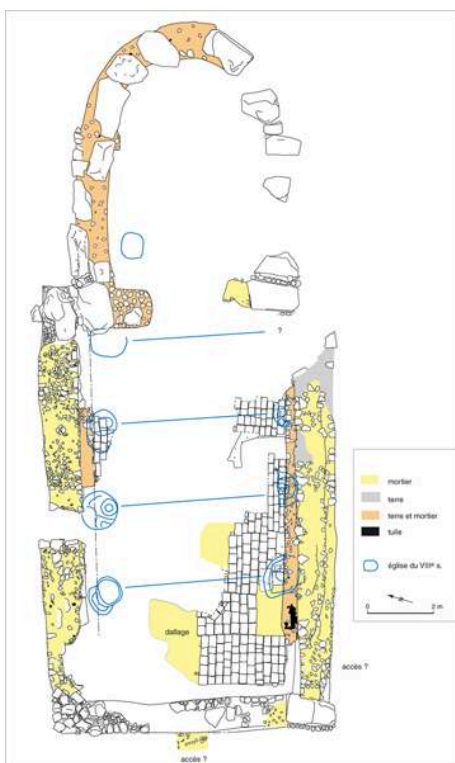 ?
mortier
terre
terre et mortier
tuile
église du VIIIe s.
0 2 m
dallage
accès ?
accès ?